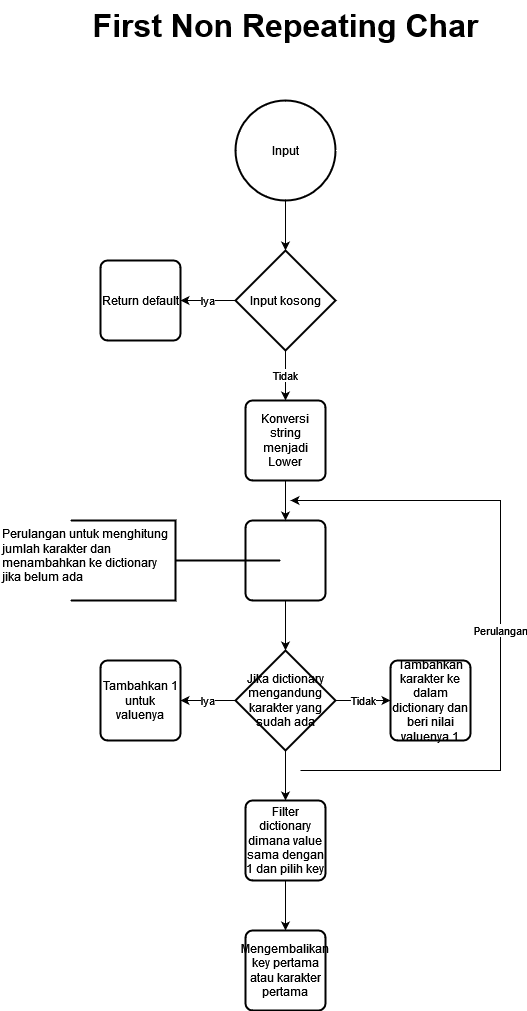 First Non Repeating Char
Input
Return default
Iya
Input kosong
Tidak
Konversi
string
menjadi
Lower
Perulangan untuk menghitung
jumlah karakter dan
menambahkan ke dictionary
jika belum ada
Perulangan
Tambahkan 1
untuk
valuenya
Iya
Jika dictionary
mengandung
karakter yang
sudah ada
Tidak
Tambahkan
karakter ke
dalam
dictionary dan
beri nilai
valuenya 1
Filter
dictionary
dimana value
sama dengan
1 dan pilih key
Mengembalikan
key pertama
atau karakter
pertama